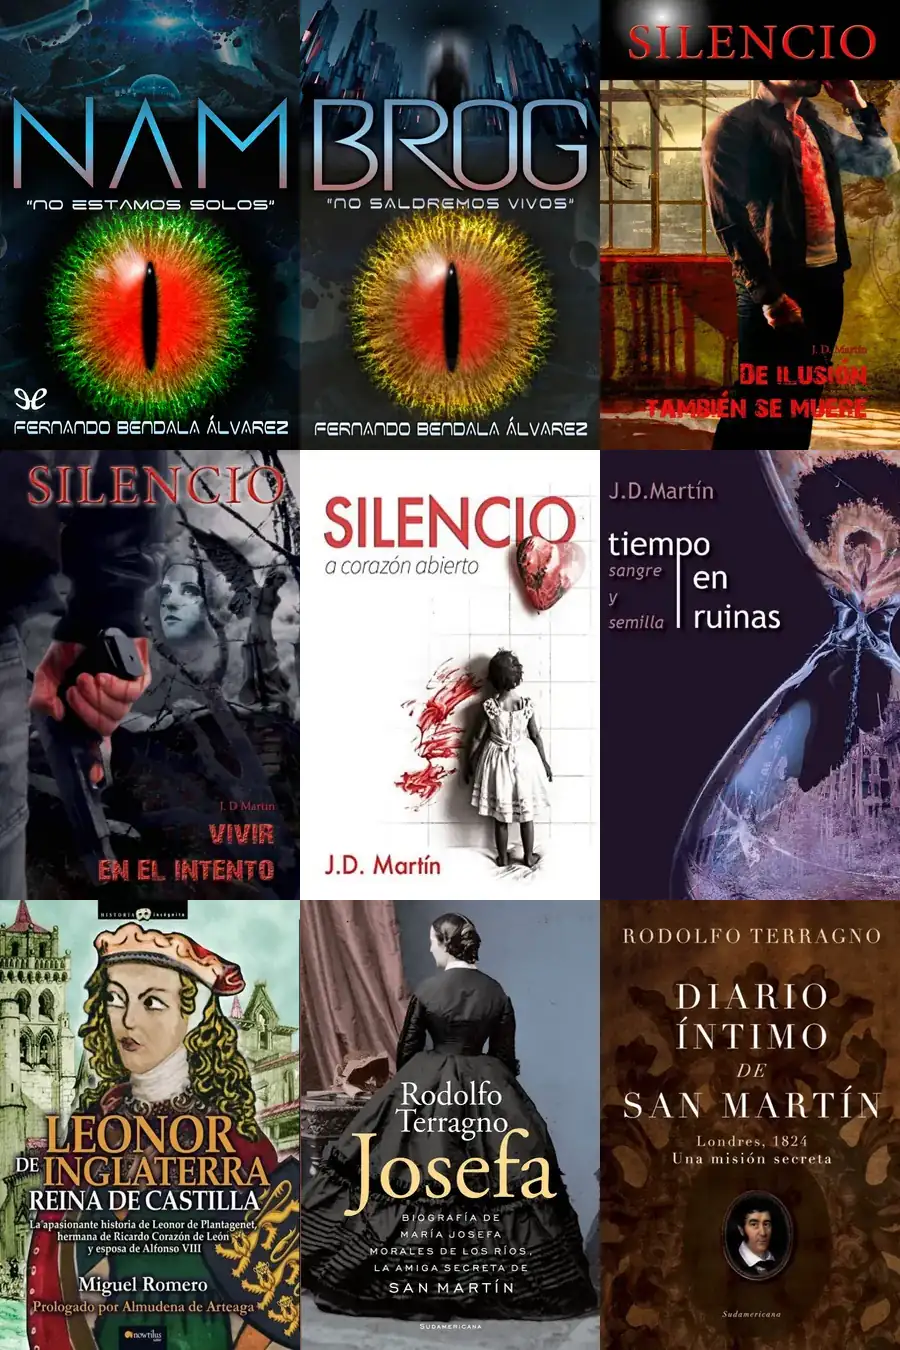 NAM
"NO ESTAMOS SOLOS"
FERNANDO BENDALA ÁLVAREZ
BROG
"NO SALDREMOS VIVOS"
FERNANDO BENDALA ÁLVAREZ
SILENCIO
J. D. Martín
DE ILUSIÓN
TAMBIÉN SE MUERE
SILENCIO
J. D Martín
VIVIR
EN EL INTENTO
SILENCIO
a corazón abierto
J.D. Martín
J.D.Martín
tiempo
sangre
en
y
ruinas
semilla
HISTORIA incógnita
LEONOR
DE INGLATERRA
REINA DE CASTILLA
La apasionante historia de Leonor de Plantagenet,
hermana de Ricardo Corazón de León
y esposa de Alfonso VIII
Miguel Romero
Prologado por Almudena de Arteaga
nowtilus
Rodolfo
Terragno
Josefa
BIOGRAFÍA DE
MARÍA JOSEFA
MORALES DE LOS RÍOS,
LA AMIGA SECRETA DE
SAN MARTÍN
SUDAMERICANA
RODOLFO TERRAGNO
DIARIO
ÍNTIMO
DE
SAN MARTÍN
Londres, 1824
Una misión secreta
Sudamericana